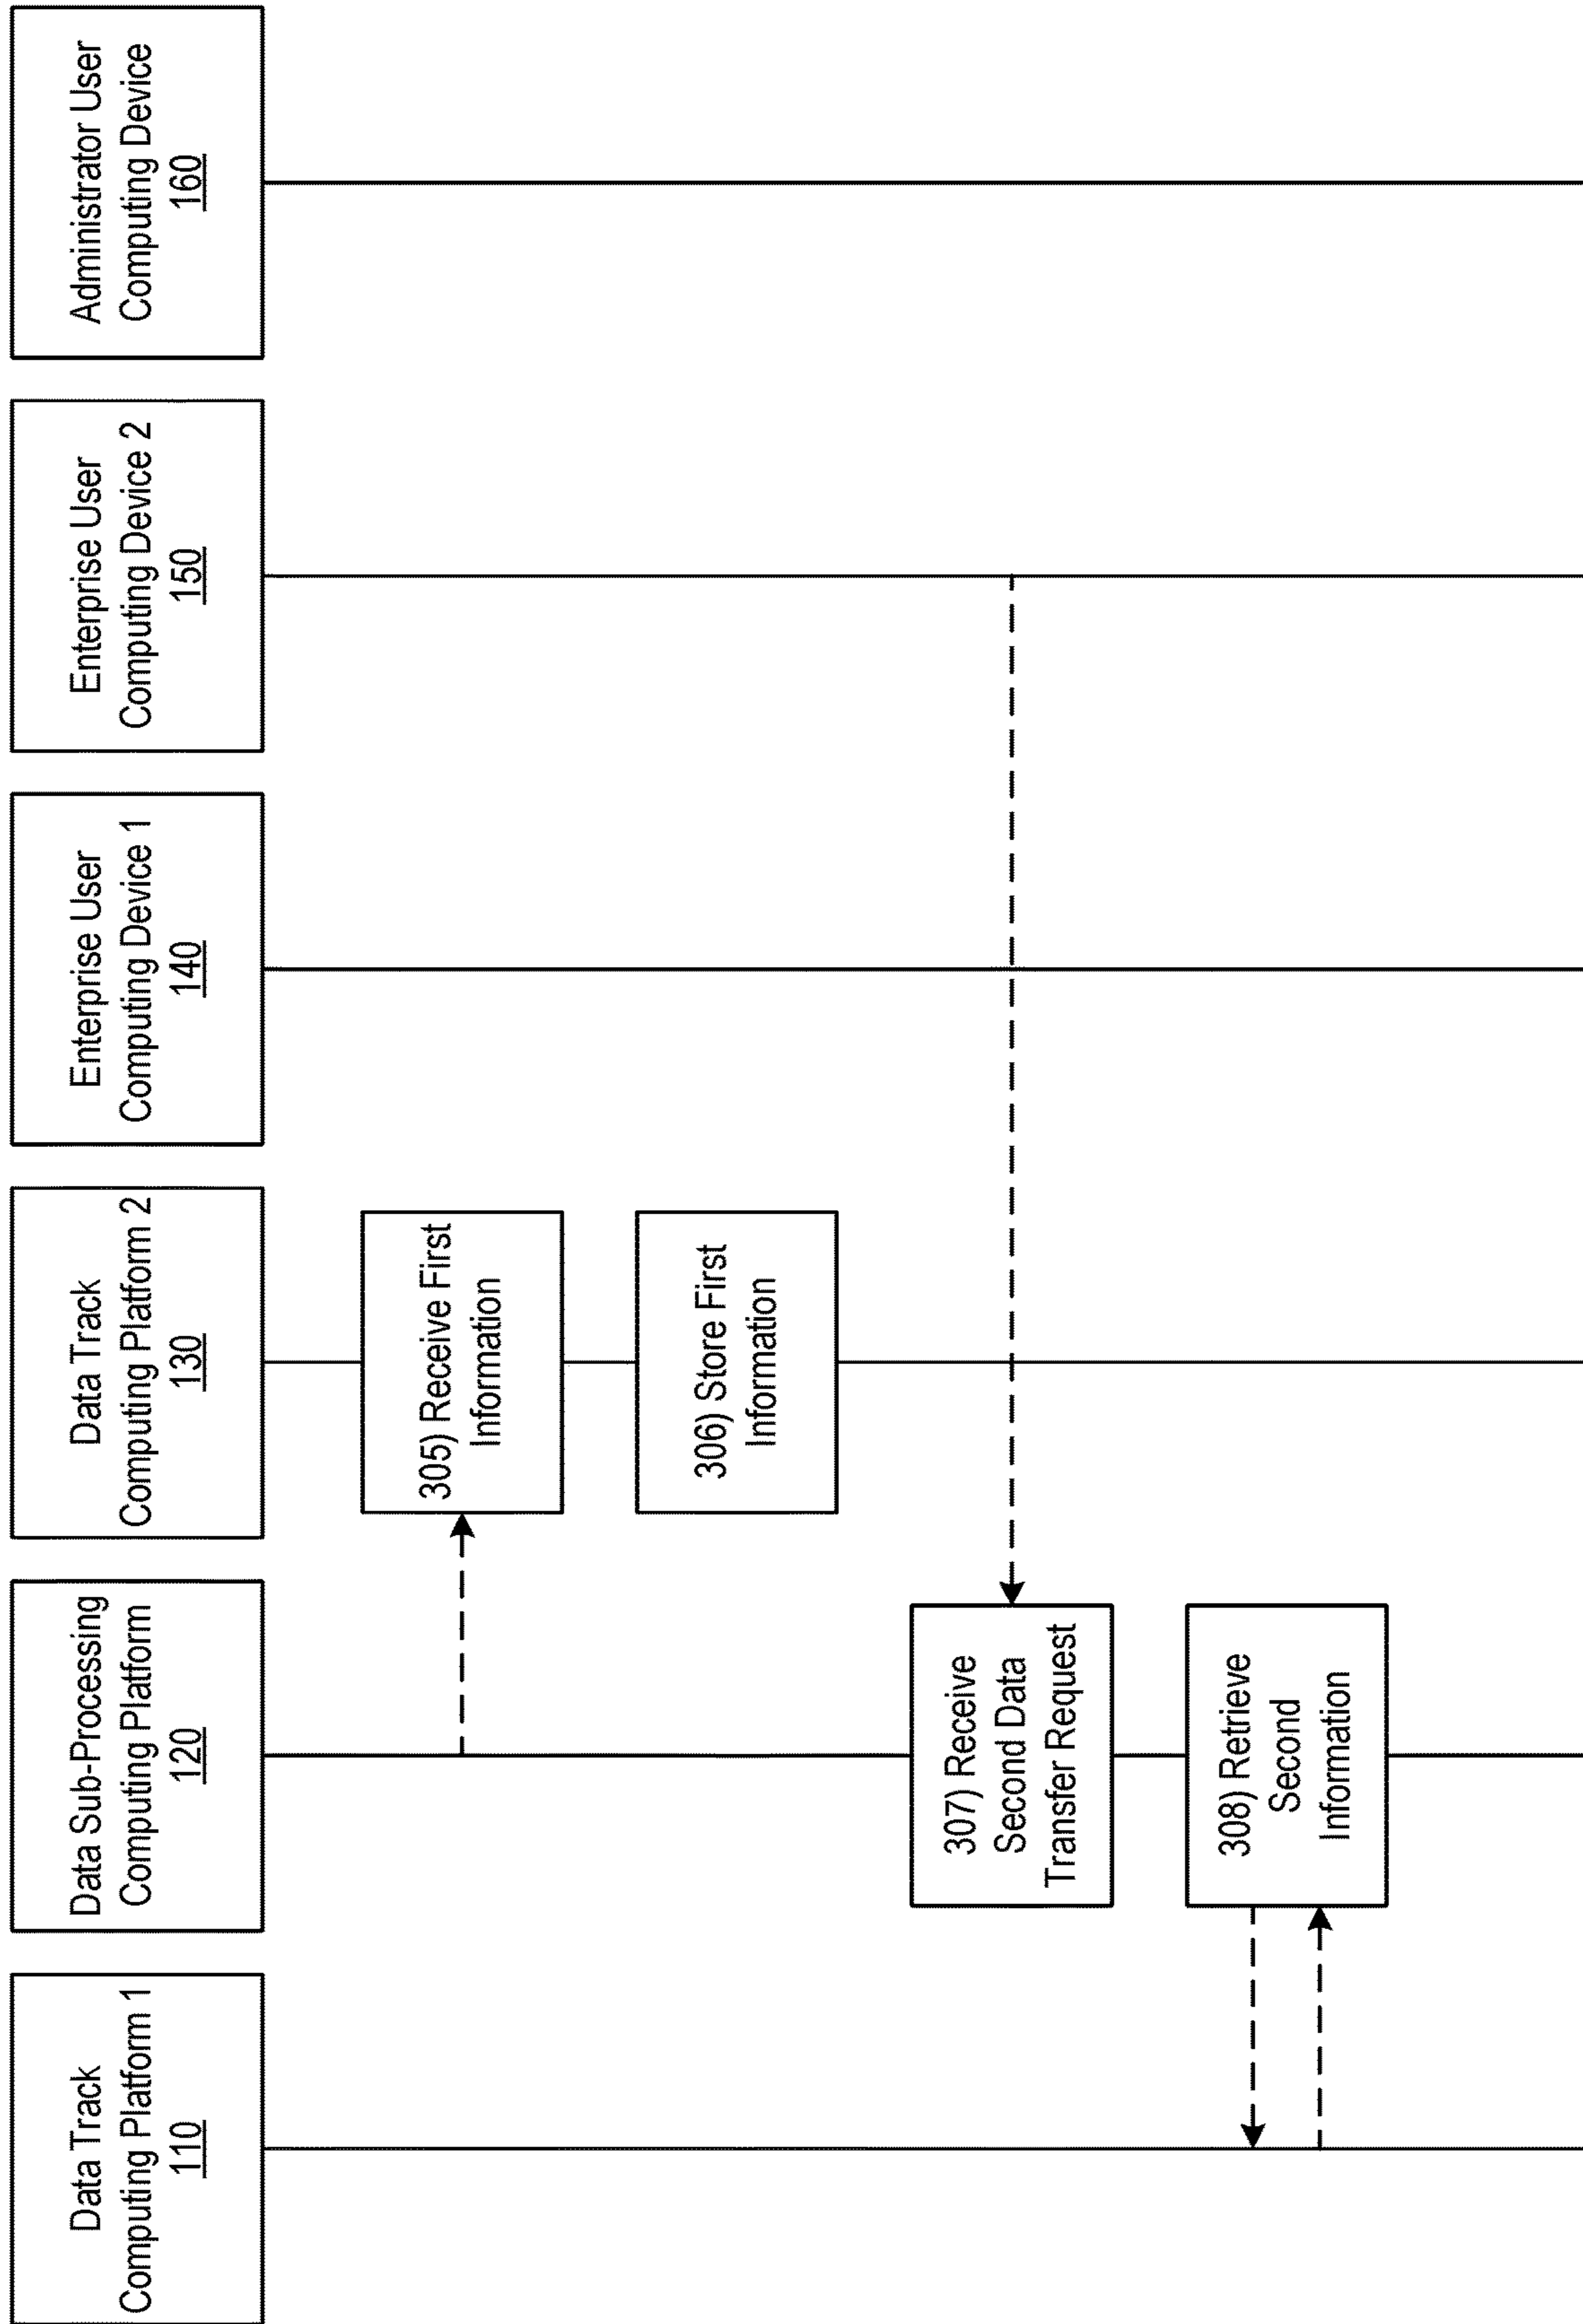 Data Track
Computing Platform 1
110
Data Sub-Processing
Computing Platform
120
Data Track
Computing Platform 2
130
Enterprise User
Computing Device 1
140
Enterprise User
Computing Device 2
150
Administrator User
Computing Device
160
305) Receive First
Information
306) Store First
Information
307) Receive
Second Data
Transfer Request
308) Retrieve
Second
Information